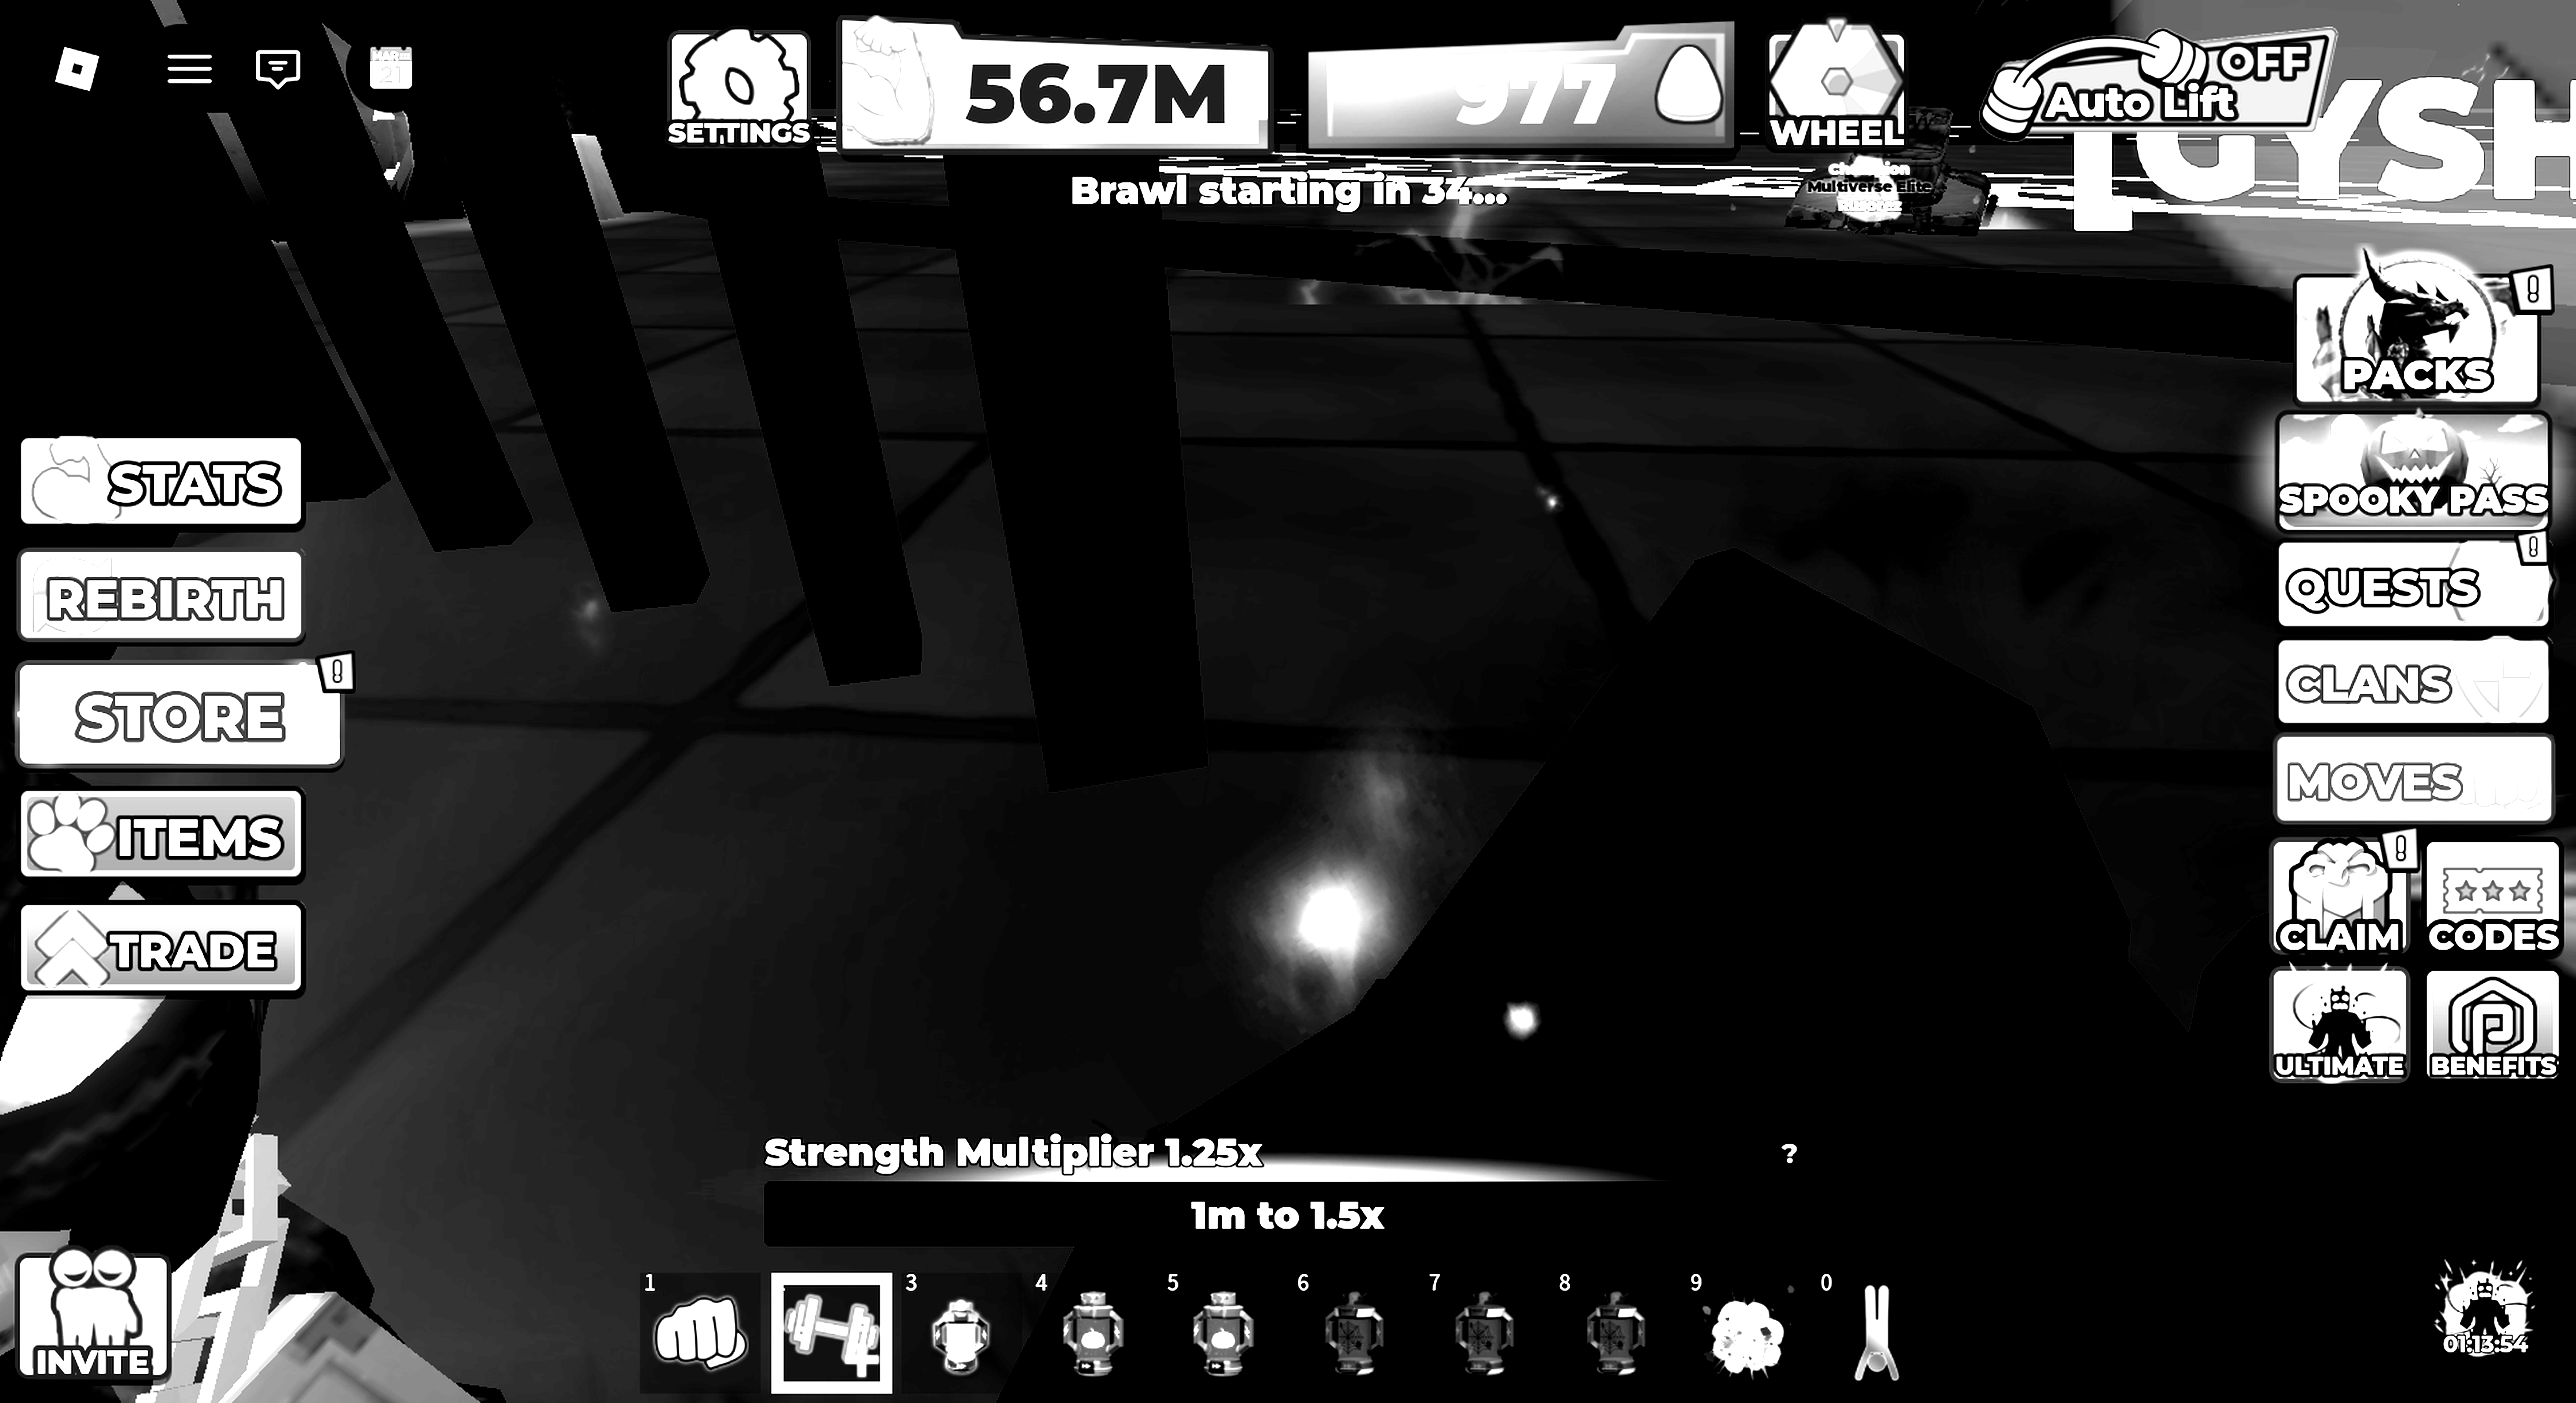 SETTINGS
56.7M
977
WHEEL
OFF
Auto Lift
21
Brawl starting in 34...
Champion
Multiverse Elite
PACKS
SPOOKY PASS
QUESTS
CLANS
MOVES
CLAIM
CODES
ULTIMATE
BENEFITS
STATS
REBIRTH
STORE
ITEMS
TRADE
INVITE
Strength Multiplier 1.25x
?
1m to 1.5x
1
3
4
5
6
7
8
9
0
01:13:54